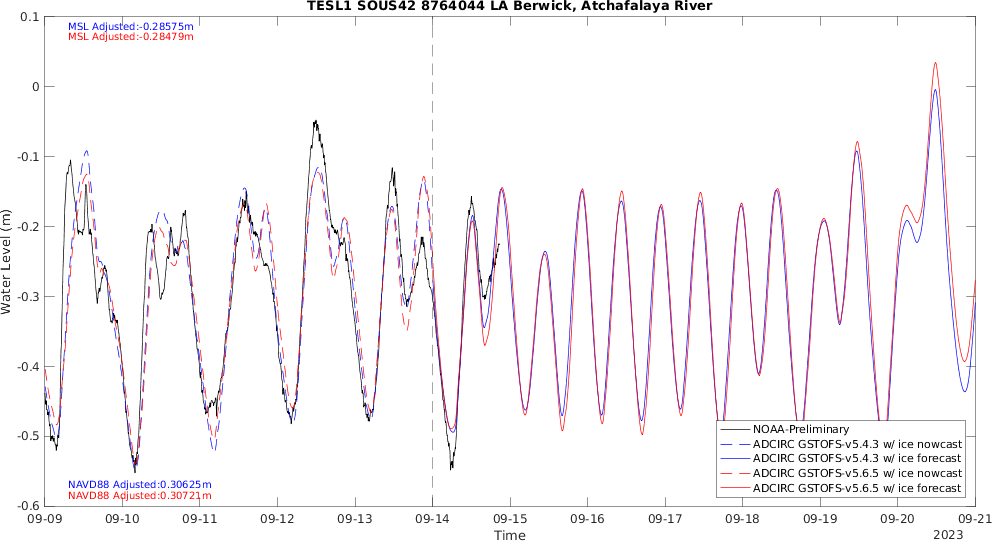 TESL1 SOUS42 8764044 LA Berwick, Atchafalaya River
MSL Adjusted:-0.28575m
MSL Adjusted:-0.28479m
0.1
0
-0.1
-0.2
-0.3
-0.4
-0.5
-0.6
Water Level (m)
NOAA-Preliminary
ADCIRC GSTOFS-v5.4.3 w/ ice nowcast
ADCIRC GSTOFS-v5.4.3 w/ ice forecast
ADCIRC GSTOFS-v5.6.5 w/ ice nowcast
ADCIRC GSTOFS-v5.6.5 w/ ice forecast
NAVD88 Adjusted:0.30625m
NAVD88 Adjusted:0.30721m
09-09 09-10 09-11 09-12 09-13 09-14 09-15 09-16 09-17 09-18 09-19 09-20 09-21
Time
2023